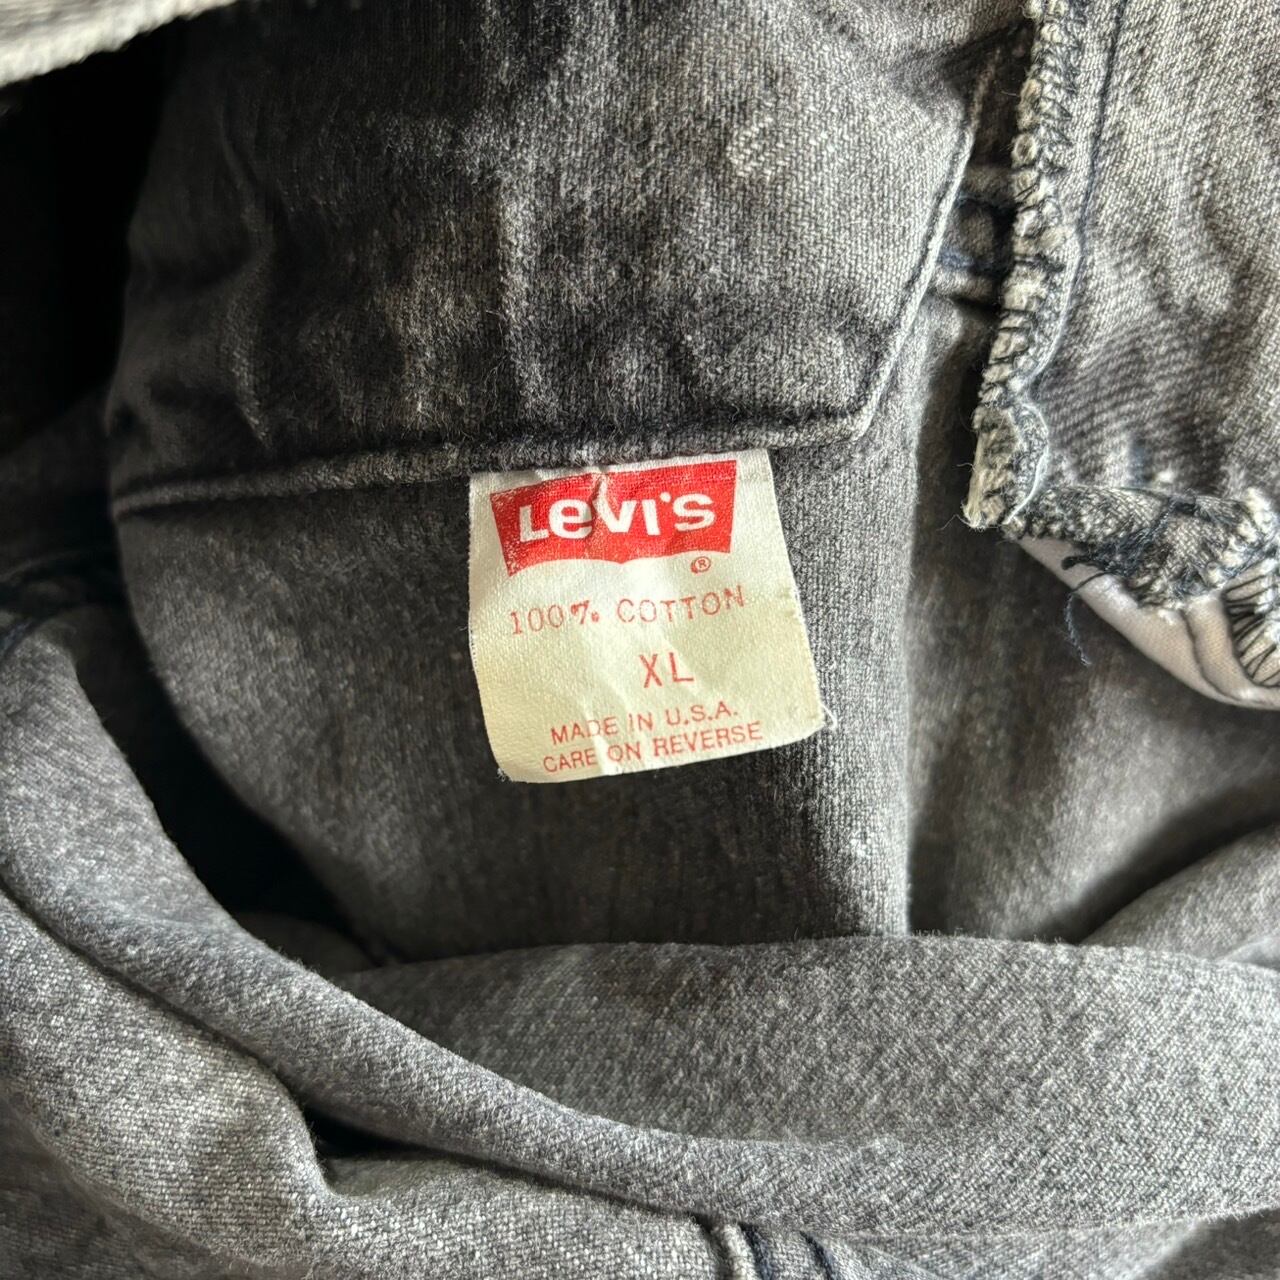 Levi's
®
100% COTTON
XL
MADE IN U.S.A.
CARE ON REVERSE